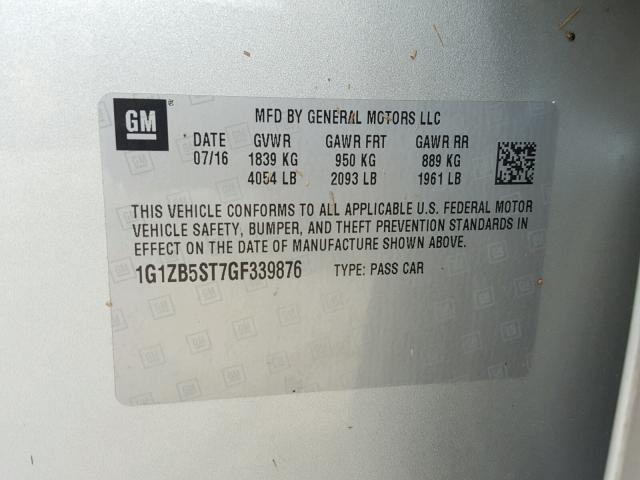 GM ® MFD BY GENERAL MOTORS LLC
DATE GVWR GAWR FRT GAWR RR
07/16 1839 KG 950 KG 889 KG
4054 LB 2093 LB 1961 LB
THIS VEHICLE CONFORMS TO ALL APPLICABLE U.S. FEDERAL MOTOR
VEHICLE SAFETY, BUMPER, AND THEFT PREVENTION STANDARDS IN
EFFECT ON THE DATE OF MANUFACTURE SHOWN ABOVE.
1G1ZB5ST7GF339876 TYPE: PASS CAR